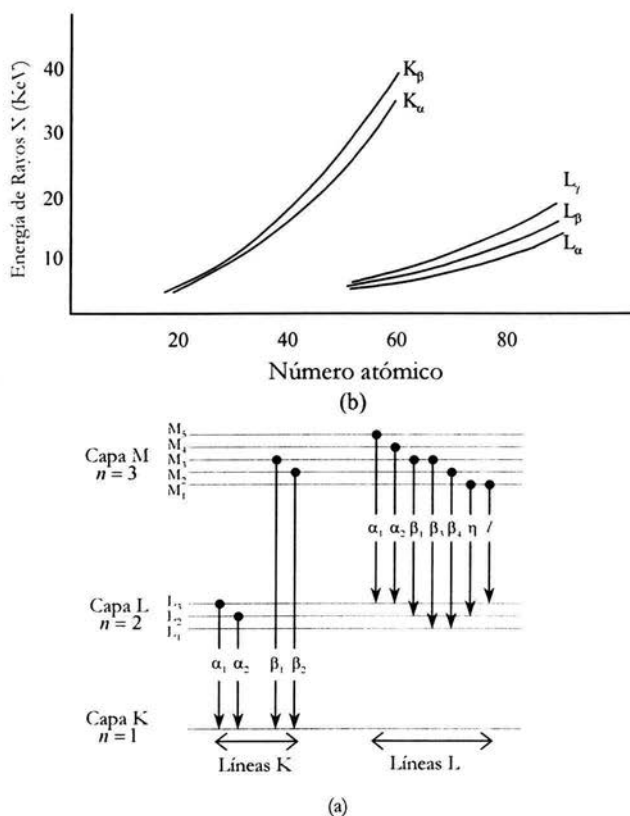 Energía de Rayos X (KeV)
40
30
20
10
K_β
K_α
L_γ
L_β
L_α
20 40 60 80
Número atómico
(b)
Capa M
n = 3
M₅
M₄
M₃
M₂
M₁
α₁ α₂ β₁ β₃ β₄ η l
Capa L
n = 2
L₃
L₂
L₁
α₁ α₂ β₁ β₂
Capa K
n = 1
Líneas K Líneas L
(a)